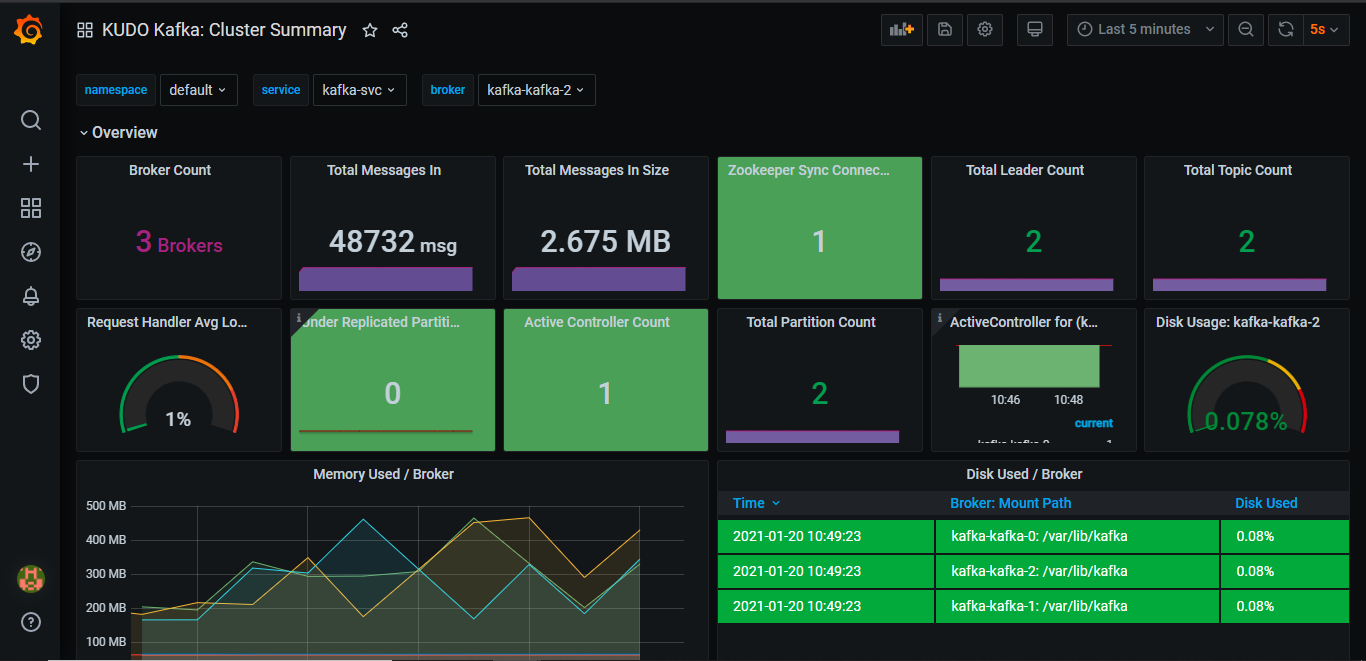 KUDO Kafka: Cluster Summary
Last 5 minutes
5s
namespace default service kafka-svc broker kafka-kafka-2
Overview
Broker Count
3 Brokers
Total Messages In
48732 msg
Total Messages In Size
2.675 MB
Zookeeper Sync Connec...
1
Total Leader Count
2
Total Topic Count
2
Request Handler Avg Lo...
1%
Under Replicated Partiti...
0
Active Controller Count
1
Total Partition Count
2
ActiveController for (k...
10:46 10:48
current
1
Disk Usage: kafka-kafka-2
0.078%
Memory Used / Broker
500 MB
400 MB
300 MB
200 MB
100 MB
Disk Used / Broker
Time Broker: Mount Path Disk Used
2021-01-20 10:49:23 kafka-kafka-0: /var/lib/kafka 0.08%
2021-01-20 10:49:23 kafka-kafka-2: /var/lib/kafka 0.08%
2021-01-20 10:49:23 kafka-kafka-1: /var/lib/kafka 0.08%